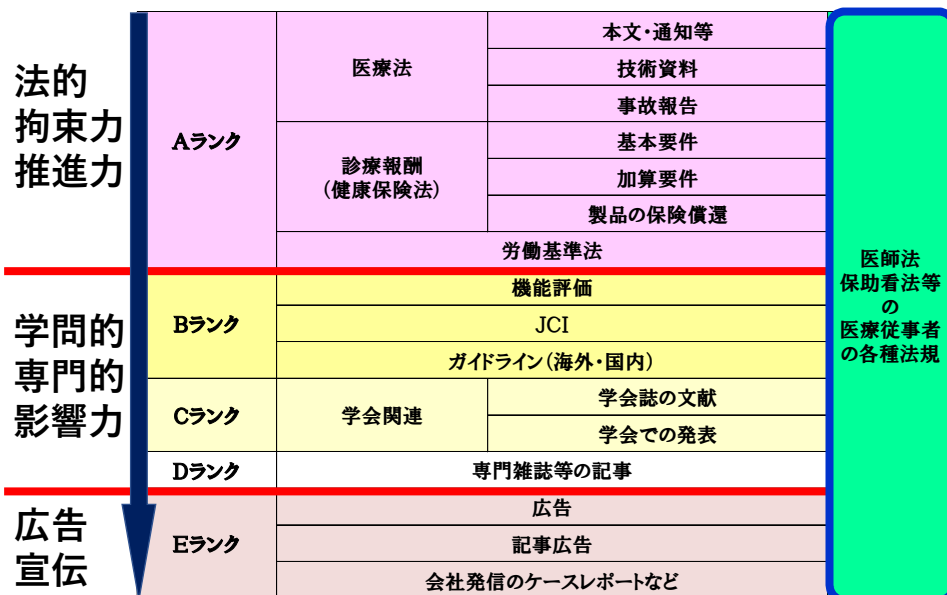 法的
拘束力
推進力
Aランク
医療法
本文・通知等
技術資料
事故報告
診療報酬
(健康保険法)
基本要件
加算要件
製品の保険償還
労働基準法
学問的
専門的
影響力
Bランク
機能評価
JCI
ガイドライン(海外・国内)
Cランク
学会関連
学会誌の文献
学会での発表
Dランク
専門雑誌等の記事
広告
宣伝
Eランク
広告
記事広告
会社発信のケースレポートなど
医師法
保助看法等
の
医療従事者
の各種法規